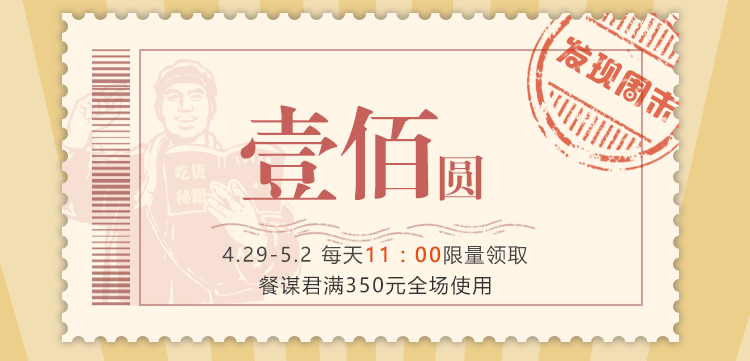 发现周末
壹佰圆
吃货
秘籍
4.29-5.2 每天11：00限量领取
餐谋君满350元全场使用